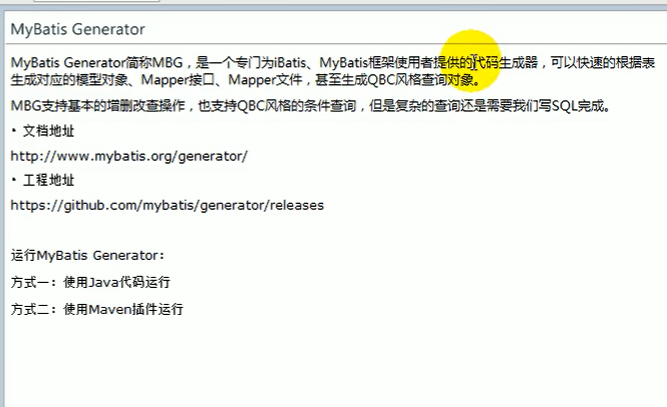 MyBatis Generator
MyBatis Generator简称MBG，是一个专门为iBatis、MyBatis框架使用者提供的代码生成器，可以快速的根据表
生成对应的模型对象、Mapper接口、Mapper文件，甚至生成QBC风格查询对象。
MBG支持基本的增删改查操作，也支持QBC风格的条件查询，但是复杂的查询还是需要我们写SQL完成。
• 文档地址
http://www.mybatis.org/generator/
• 工程地址
https://github.com/mybatis/generator/releases
运行MyBatis Generator：
方式一：使用Java代码运行
方式二：使用Maven插件运行